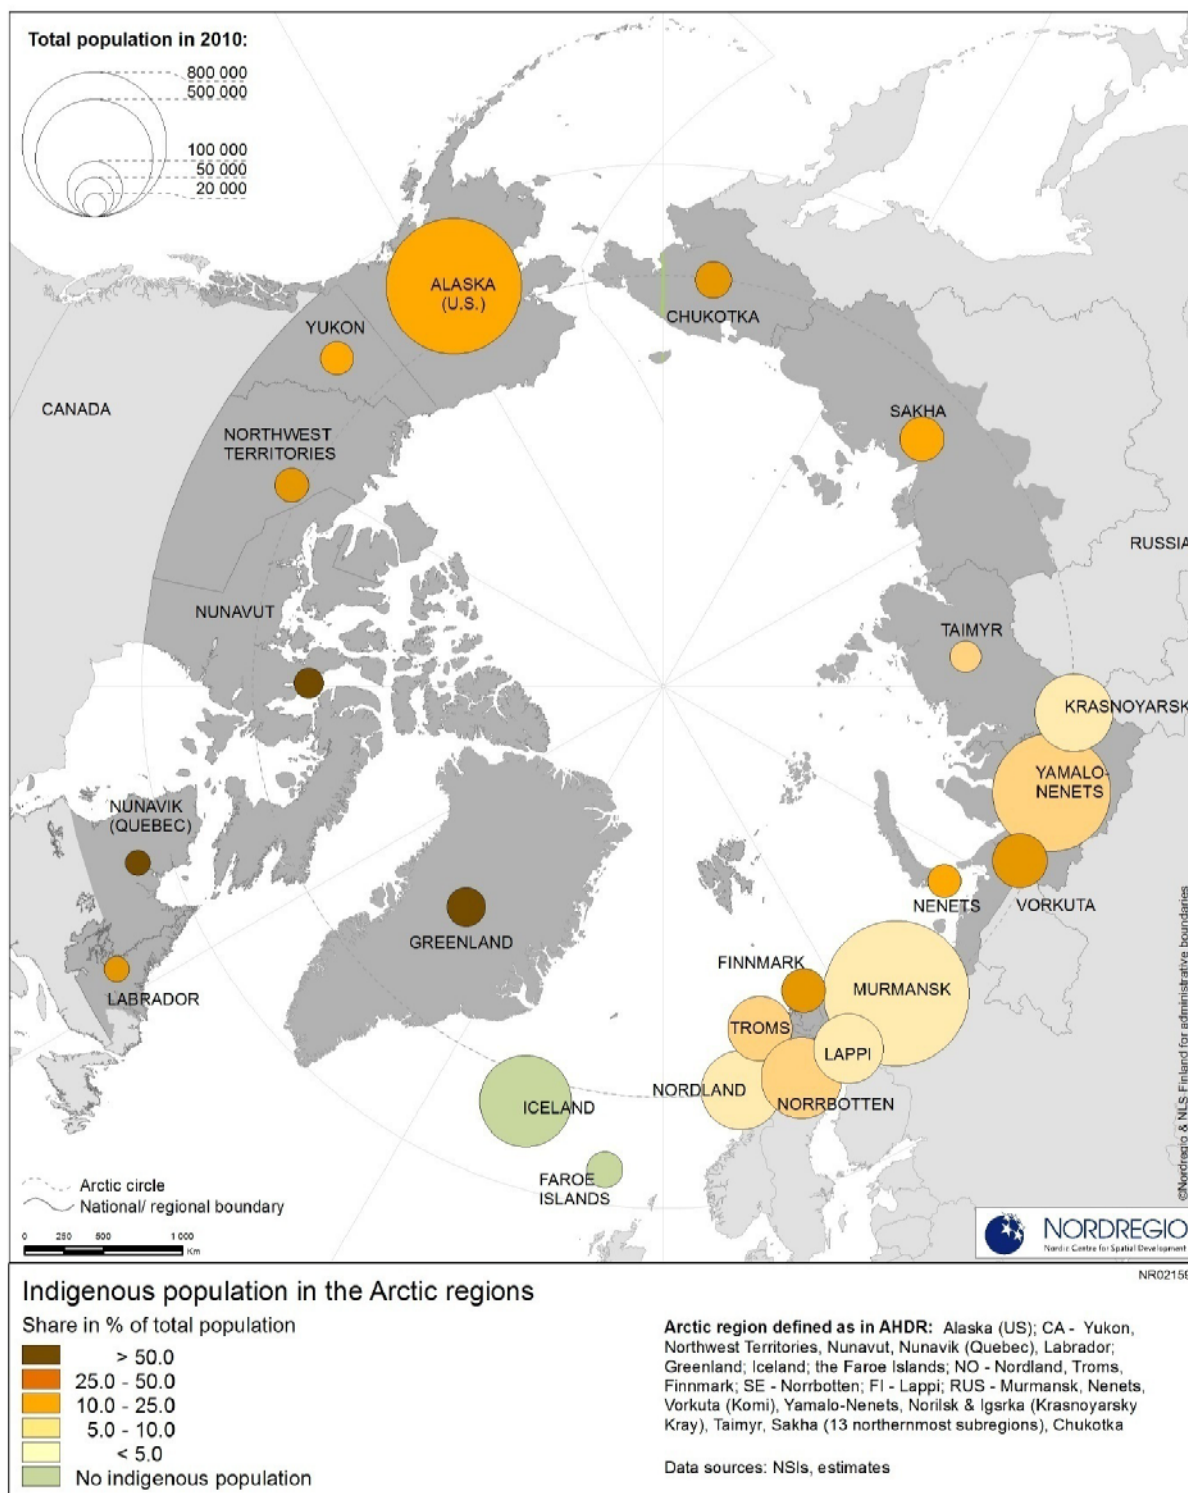 Total population in 2010:
800 000
500 000
100 000
50 000
20 000
ALASKA
(U.S.)
CHUKOTKA
YUKON
CANADA
SAKHA
NORTHWEST
TERRITORIES
RUSSIA
NUNAVUT
TAIMYR
KRASNOYARSK
YAMALO-
NENETS
NUNAVIK
(QUEBEC)
NENETS
VORKUTA
GREENLAND
FINNMARK
MURMANSK
LABRADOR
TROMS
LAPPI
NORDLAND
NORRBOTTEN
ICELAND
FAROE
ISLANDS
Arctic circle
National/ regional boundary
0 250 500 1 000
Km
©Nordregio & NLS Finland for administrative boundaries
NORDREGIO
Nordic Centre for Spatial Development
NR02159
Indigenous population in the Arctic regions
Share in % of total population
> 50.0
25.0 - 50.0
10.0 - 25.0
5.0 - 10.0
< 5.0
No indigenous population
Arctic region defined as in AHDR: Alaska (US); CA - Yukon,
Northwest Territories, Nunavut, Nunavik (Quebec), Labrador;
Greenland; Iceland; the Faroe Islands; NO - Nordland, Troms,
Finnmark; SE - Norrbotten; FI - Lappi; RUS - Murmansk, Nenets,
Vorkuta (Komi), Yamalo-Nenets, Norilsk & Igsrka (Krasnoyarsky
Kray), Taimyr, Sakha (13 northernmost subregions), Chukotka
Data sources: NSIs, estimates